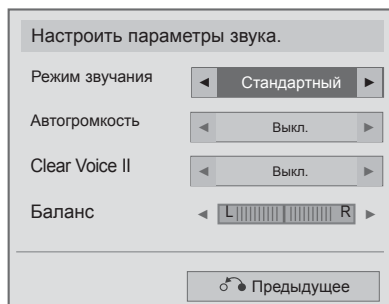 Настроить параметры звука.
Режим звучания ◄ Стандартный ►
Автогромкость ◄ Выкл. ►
Clear Voice II ◄ Выкл. ►
Баланс ◄ L R ►
Предыдущее